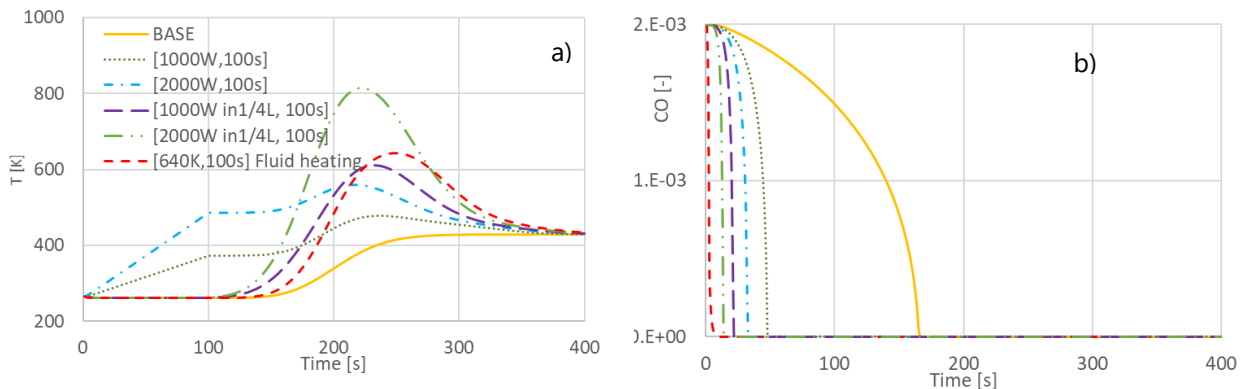 a)
1000
800
600
400
200
T [K]
BASE
[1000W,100s]
[2000W,100s]
[1000W in1/4L, 100s]
[2000W in1/4L, 100s]
[640K,100s] Fluid heating
0
100
200
300
400
Time [s]
b)
2.E-03
1.E-03
0.E+00
CO [-]
0
100
200
300
400
Time [s]